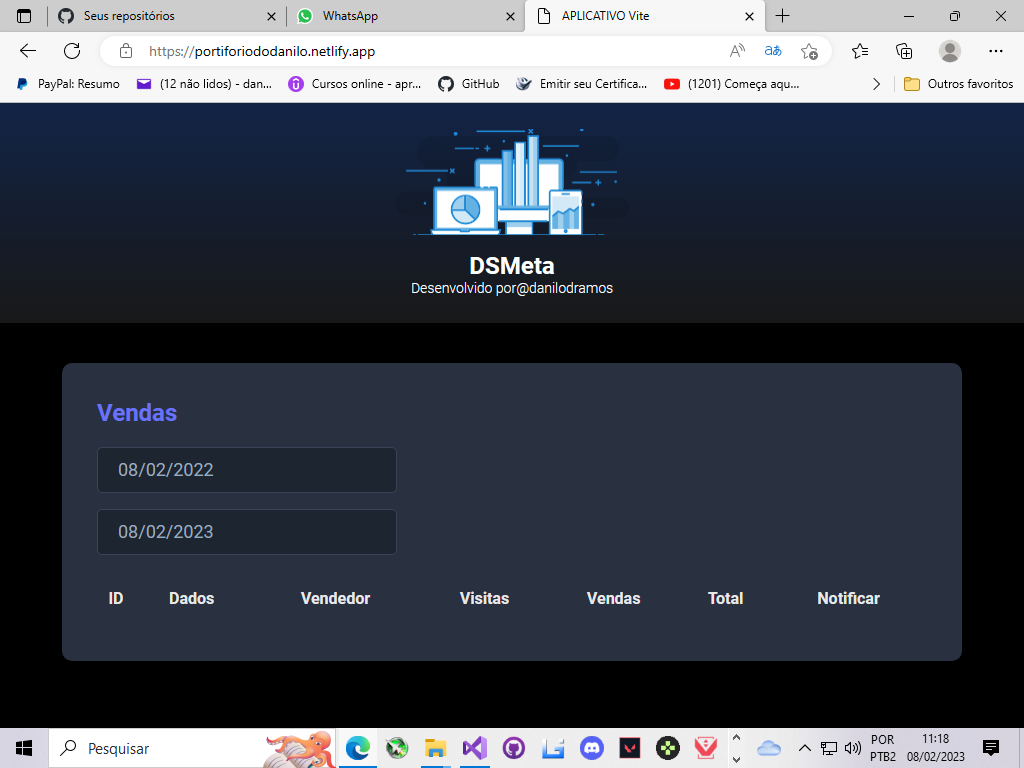 Seus repositórios
WhatsApp
APLICATIVO Vite
https://portiforiododanilo.netlify.app
PayPal: Resumo
(12 não lidos) - dan...
Cursos online - apr...
GitHub
Emitir seu Certifica...
(1201) Começa aqu...
Outros favoritos
DSMeta
Desenvolvido por@danilodramos
Vendas
08/02/2022
08/02/2023
ID Dados Vendedor Visitas Vendas Total Notificar
Pesquisar
POR
PTB2
11:18
08/02/2023